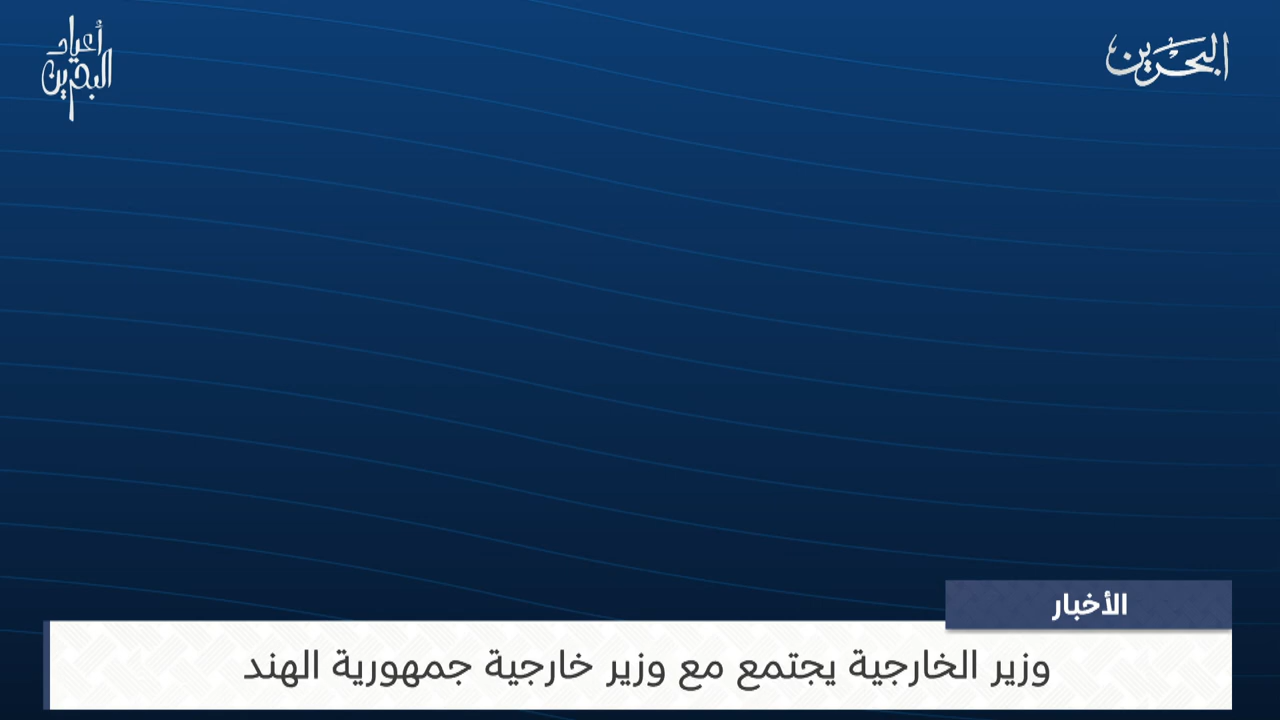 البحرين
أعياد
البحرين
الأخبار
وزير الخارجية يجتمع مع وزير خارجية جمهورية الهند